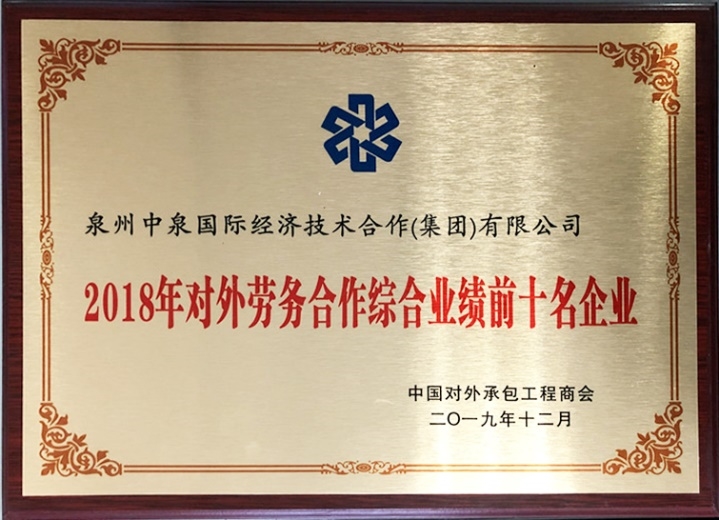 泉州中泉国际经济技术合作(集团)有限公司
2018年对外劳务合作综合业绩前十名企业
中国对外承包工程商会
二〇一九年十二月